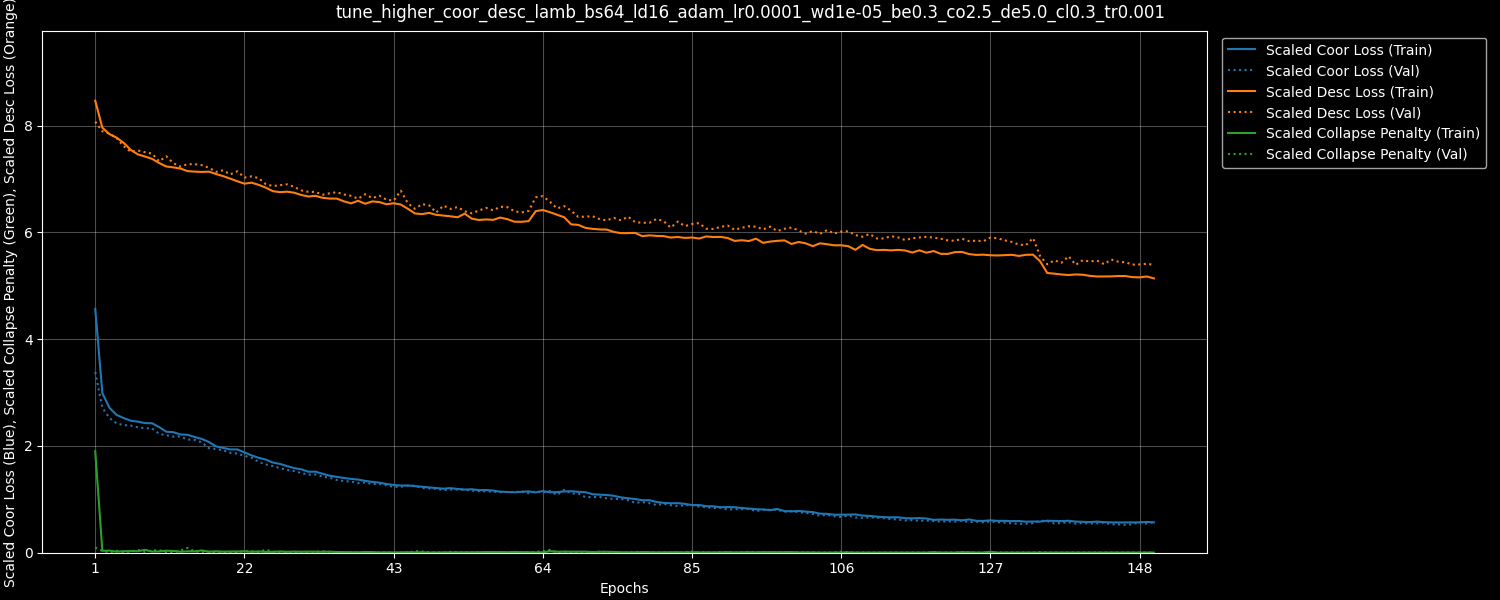 tune_higher_coor_desc_lamb_bs64_ld16_adam_lr0.0001_wd1e-05_be0.3_co2.5_de5.0_cl0.3_tr0.001
Scaled Coor Loss (Blue), Scaled Collapse Penalty (Green), Scaled Desc Loss (Orange)
8
6
4
2
0
1
22
43
64
85
106
127
148
Epochs
Scaled Coor Loss (Train)
Scaled Coor Loss (Val)
Scaled Desc Loss (Train)
Scaled Desc Loss (Val)
Scaled Collapse Penalty (Train)
Scaled Collapse Penalty (Val)